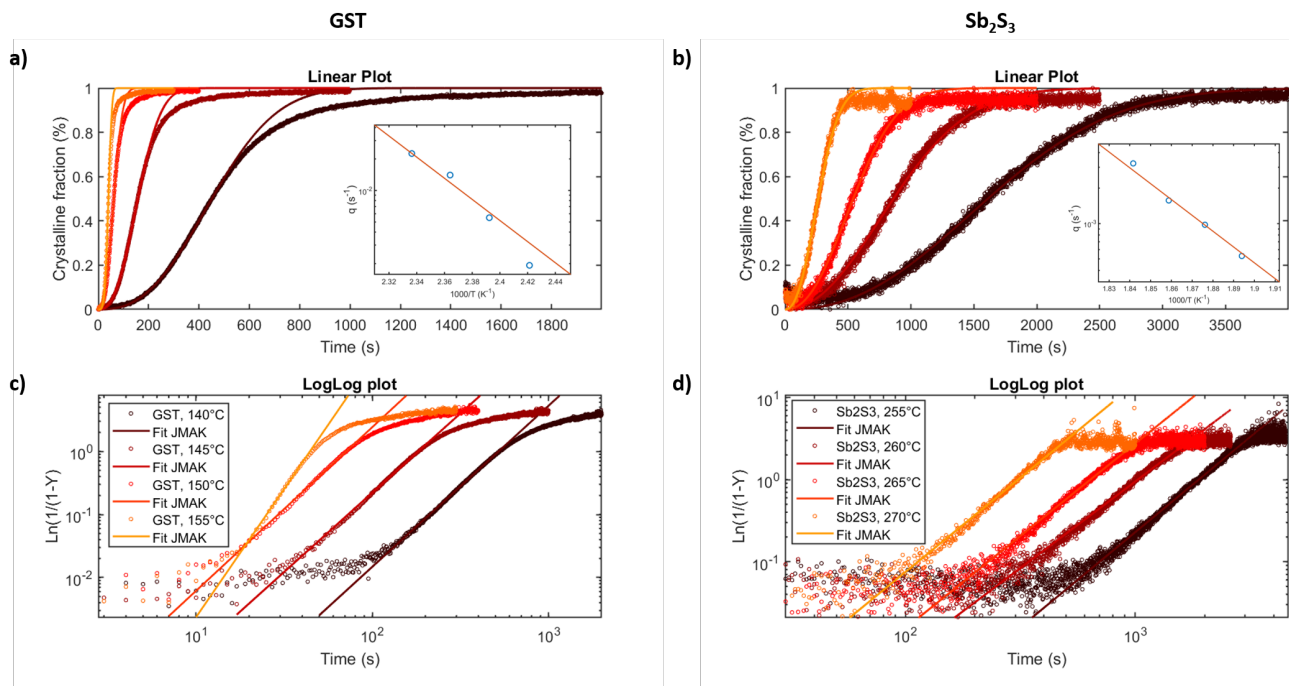 GST
Sb₂S₃
a)
Linear Plot
Crystalline fraction (%)
1
0.8
0.6
0.4
0.2
0
0
200
400
600
800
1000
1200
1400
1600
1800
Time (s)
q (s⁻¹)
10⁻²
2.32
2.34
2.36
2.38
2.4
2.42
2.44
1000/T (K⁻¹)
b)
Linear Plot
Crystalline fraction (%)
1
0.8
0.6
0.4
0.2
0
0
500
1000
1500
2000
2500
3000
3500
Time (s)
q (s⁻¹)
10⁻³
1.83
1.84
1.85
1.86
1.87
1.88
1.89
1.9
1.91
1000/T (K⁻¹)
c)
LogLog plot
Ln(1/(1-Y)
10⁰
10⁻¹
10⁻²
GST, 140°C
Fit JMAK
GST, 145°C
Fit JMAK
GST, 150°C
Fit JMAK
GST, 155°C
Fit JMAK
10¹
10²
10³
Time (s)
d)
LogLog plot
Ln(1/(1-Y)
10¹
10⁰
10⁻¹
Sb2S3, 255°C
Fit JMAK
Sb2S3, 260°C
Fit JMAK
Sb2S3, 265°C
Fit JMAK
Sb2S3, 270°C
Fit JMAK
10²
10³
Time (s)